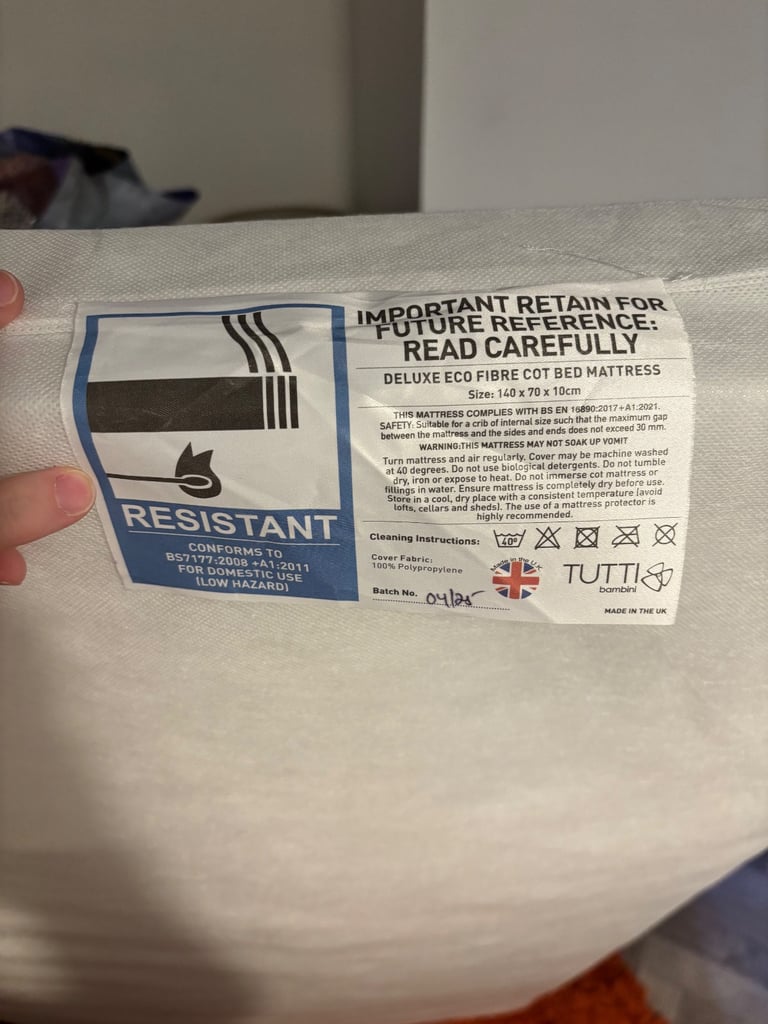 RESISTANT
CONFORMS TO
BS7177:2008 +A1:2011
FOR DOMESTIC USE
(LOW HAZARD)
IMPORTANT RETAIN FOR
FUTURE REFERENCE:
READ CAREFULLY
DELUXE ECO FIBRE COT BED MATTRESS
Size: 140 x 70 x 10cm
THIS MATTRESS COMPLIES WITH BS EN 16890:2017+A1:2021.
SAFETY: Suitable for a crib of internal size such that the maximum gap
between the mattress and the sides and ends does not exceed 30 mm.
WARNING:THIS MATTRESS MAY NOT SOAK UP VOMIT
Turn mattress and air regularly. Cover may be machine washed
at 40 degrees. Do not use biological detergents. Do not tumble
dry, iron or expose to heat. Do not immerse cot mattress or
fillings in water. Ensure mattress is completely dry before use.
Store in a cool, dry place with a consistent temperature (avoid
lofts, cellars and sheds). The use of a mattress protector is
highly recommended.
Cleaning Instructions: 40°
Cover Fabric:
100% Polypropylene
Made in the U.K
TUTTI
bambini
Batch No. 04/25
MADE IN THE UK